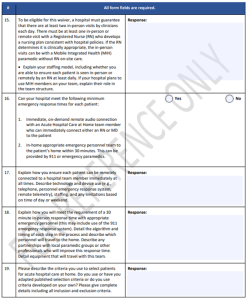 # All form fields are required.
15. To be eligible for this waiver, a hospital must guarantee
that there are at least two in-person visits by clinicians
each day. There must be at least one in-person or
remote visit with a Registered Nurse (RN) who develops
a nursing plan consistent with hospital policies. If the RN
determines it is clinically appropriate, the in-person
visits can be with a Mobile Integrated Health (MIH)
paramedic without RN on-site care.
• Explain your staffing model, including whether you
are able to ensure each patient is seen in person or
remotely by an RN at least daily. If your hospital plans to
use MIH members on your team, explain their role in
the team structure.
Response:
16. Can your hospital meet the following minimum
emergency response times for each patient:
1. Immediate, on-demand remote audio connection
with an Acute Hospital Care at Home team member
who can immediately connect either an RN or MD
to the patient
2. In-home appropriate emergency personnel team to
the patient's home within 30 minutes. This can be
provided by 911 or emergency paramedics.
Yes No
17. Explain how you ensure each patient can be remotely
connected to a hospital team member immediately at all
times. Describe technology and device use (e.g.
telephone, personnel emergency response system,
remote telemetry), staffing, and any limitations based
on time of day or weekend.
Response:
18. Explain how you will meet the requirement of a 30
minute in-person response time with appropriate
emergency personnel (this may include use of the 911
emergency response system). Detail the algorithm and
timing of each step in the process and describe which
personnel will travel to the home. Describe any
partnerships with local paramedic groups or other
professionals who will improve this response time.
Detail equipment that will travel with this team.
Response:
19. Please describe the criteria you use to select patients
for acute hospital care at home. Do you use or have you
adapted published selection criteria or do you use
criteria developed on your own? Please give complete
details including all inclusion and exclusion criteria.
Response:
FOR REFERENCE ONLY